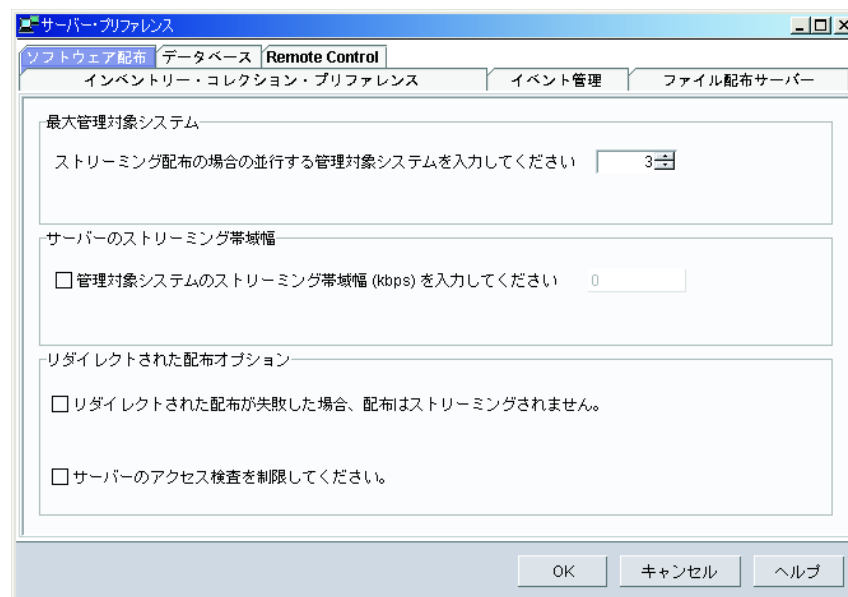 サーバー・プリファレンス
ソフトウェア配布 データベース Remote Control
インベントリー・コレクション・プリファレンス イベント管理 ファイル配布サーバー
最大管理対象システム
ストリーミング配布の場合の並行する管理対象システムを入力してください 3
サーバーのストリーミング帯域幅
管理対象システムのストリーミング帯域幅 (kbps) を入力してください 0
リダイレクトされた配布オプション
リダイレクトされた配布が失敗した場合、配布はストリーミングされません。
サーバーのアクセス検査を制限してください。
OK キャンセル ヘルプ